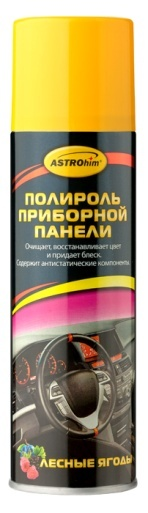 ASTROhim®
ПОЛИРОЛЬ
ПРИБОРНОЙ
ПАНЕЛИ
Очищает, восстанавливает цвет
и придает блеск.
Содержит антистатические компоненты.
ЛЕСНЫЕ ЯГОДЫ